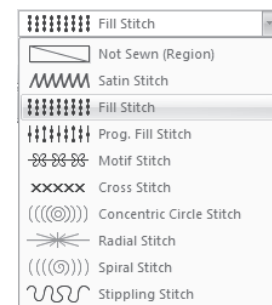 Fill Stitch
Not Sewn (Region)
Satin Stitch
Fill Stitch
Prog. Fill Stitch
Motif Stitch
Cross Stitch
Concentric Circle Stitch
Radial Stitch
Spiral Stitch
Stippling Stitch